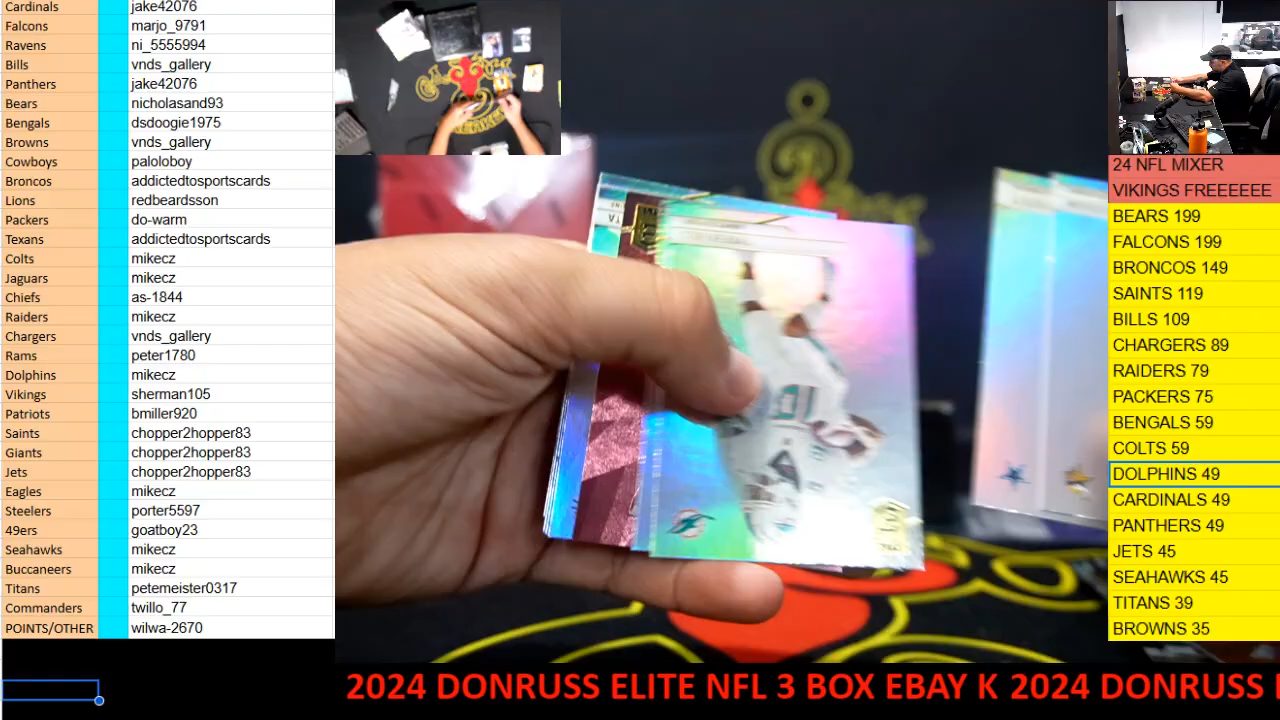 Cardinals jake42076
Falcons marjo_9791
Ravens ni_5555994
Bills vnds_gallery
Panthers jake42076
Bears nicholasand93
Bengals dsdoogie1975
Browns vnds_gallery
Cowboys paloloboy
Broncos addictedtosportscards
Lions redbeardsson
Packers do-warm
Texans addictedtosportscards
Colts mikecz
Jaguars mikecz
Chiefs as-1844
Raiders mikecz
Chargers vnds_gallery
Rams peter1780
Dolphins mikecz
Vikings sherman105
Patriots bmiller920
Saints chopper2hopper83
Giants chopper2hopper83
Jets chopper2hopper83
Eagles mikecz
Steelers porter5597
49ers goatboy23
Seahawks mikecz
Buccaneers mikecz
Titans petemeister0317
Commanders twillo_77
POINTS/OTHER wilwa-2670
24 NFL MIXER
VIKINGS FREEEEEE
BEARS 199
FALCONS 199
BRONCOS 149
SAINTS 119
BILLS 109
CHARGERS 89
RAIDERS 79
PACKERS 75
BENGALS 59
COLTS 59
DOLPHINS 49
CARDINALS 49
PANTHERS 49
JETS 45
SEAHAWKS 45
TITANS 39
BROWNS 35
2024 DONRUSS ELITE NFL 3 BOX EBAY K 2024 DONRUSS